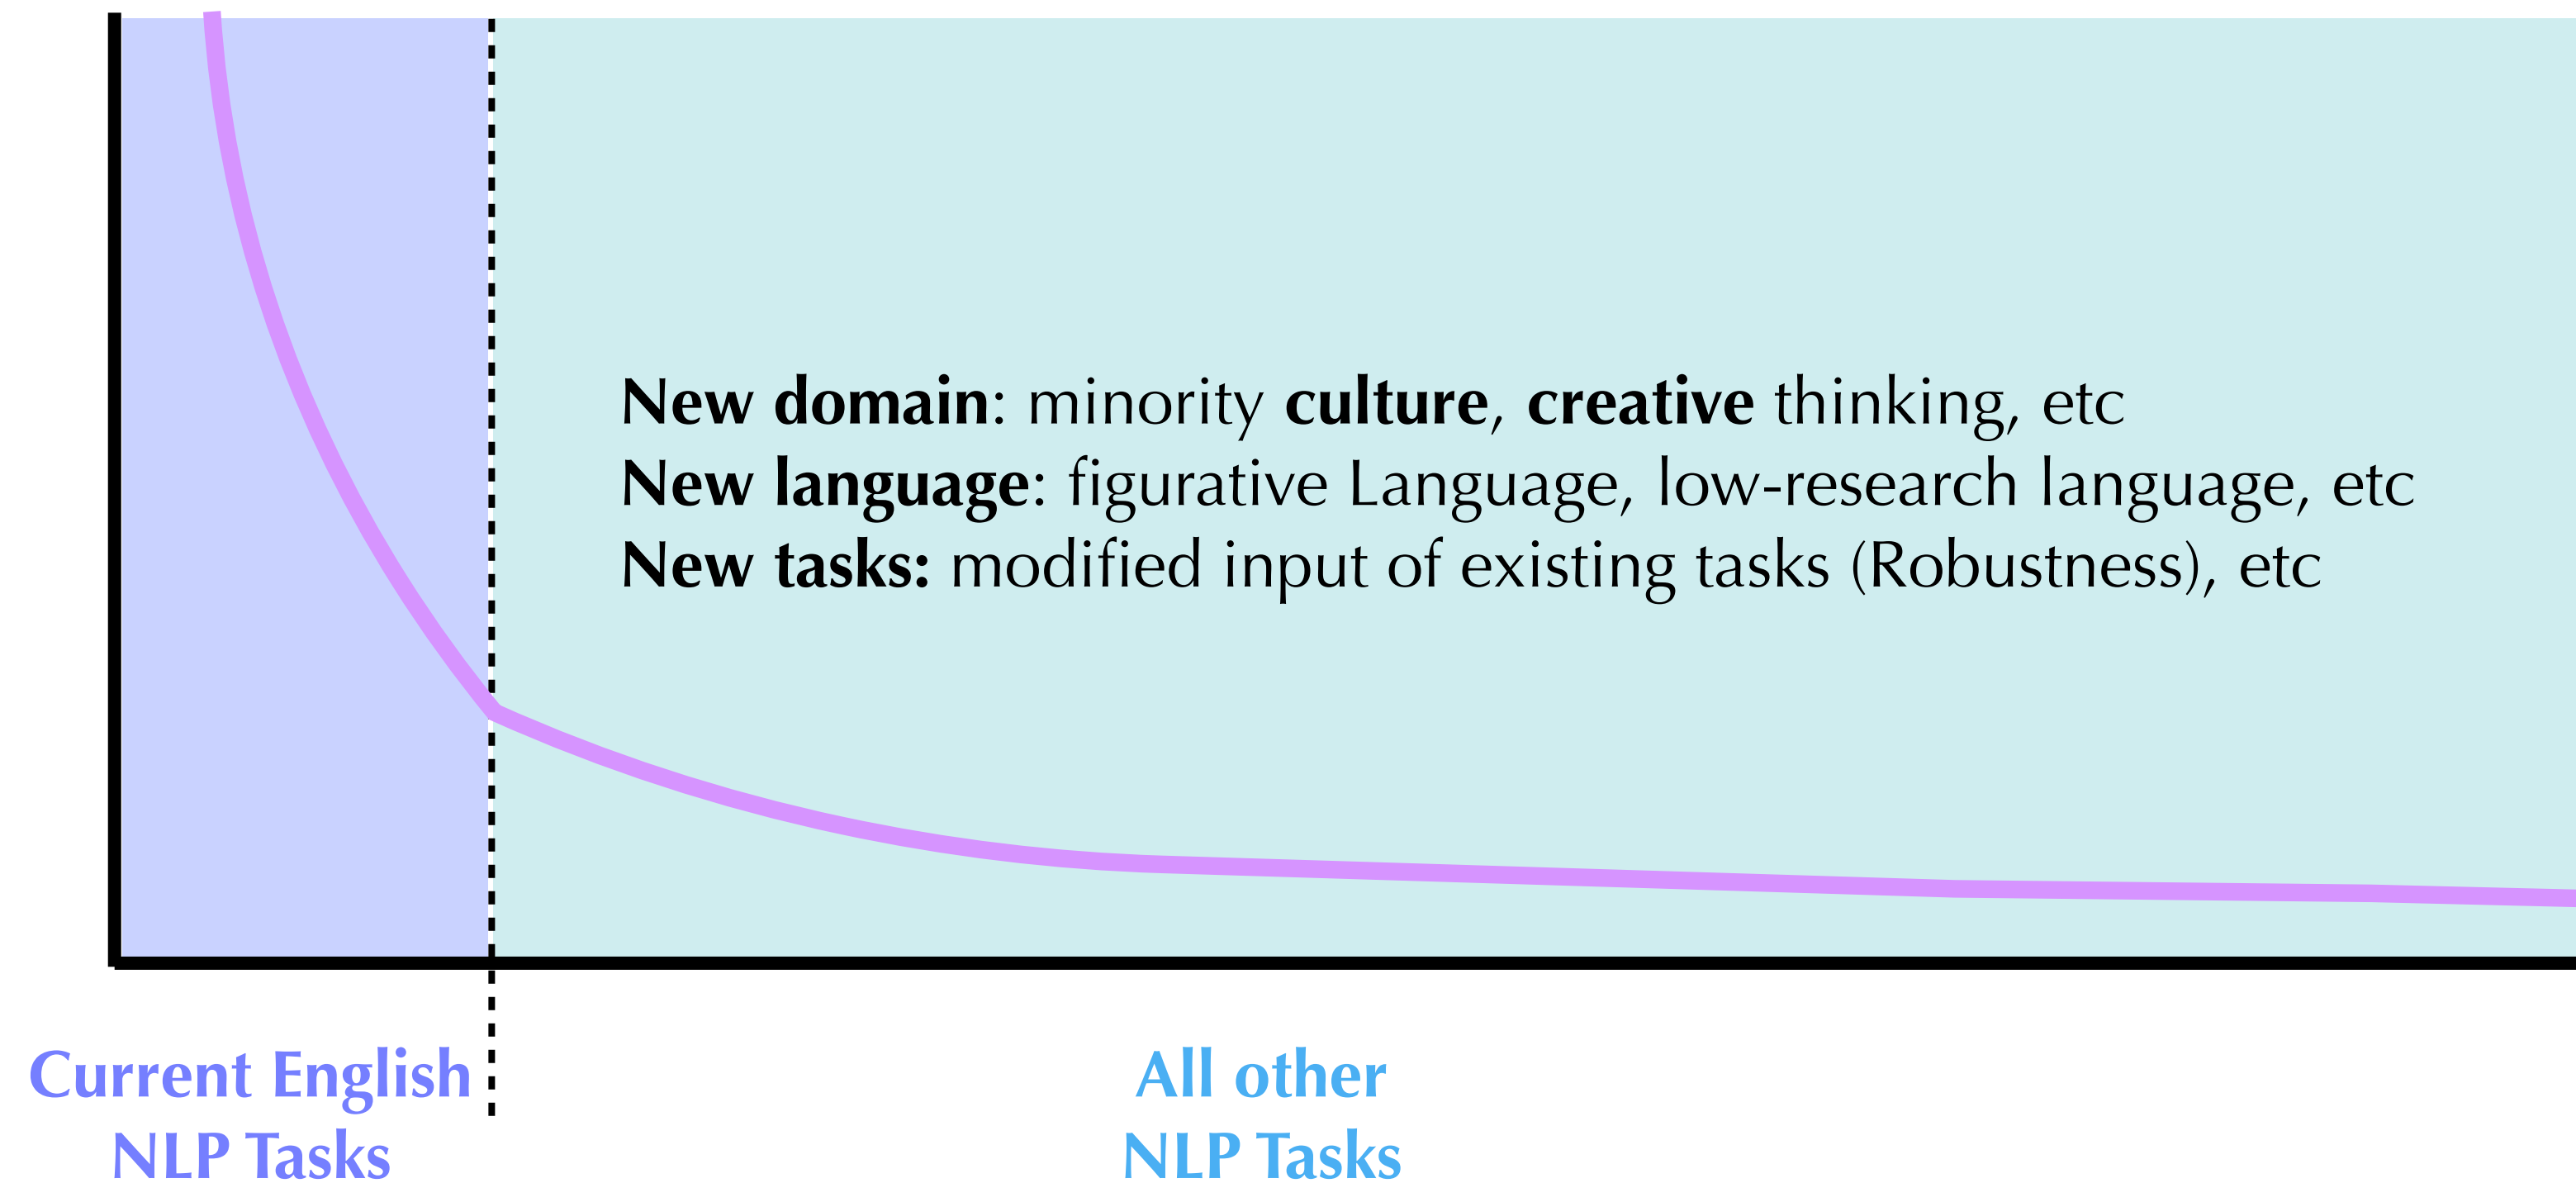 New domain: minority culture, creative thinking, etc
New language: figurative Language, low-research language, etc
New tasks: modified input of existing tasks (Robustness), etc
Current English
NLP Tasks
All other
NLP Tasks